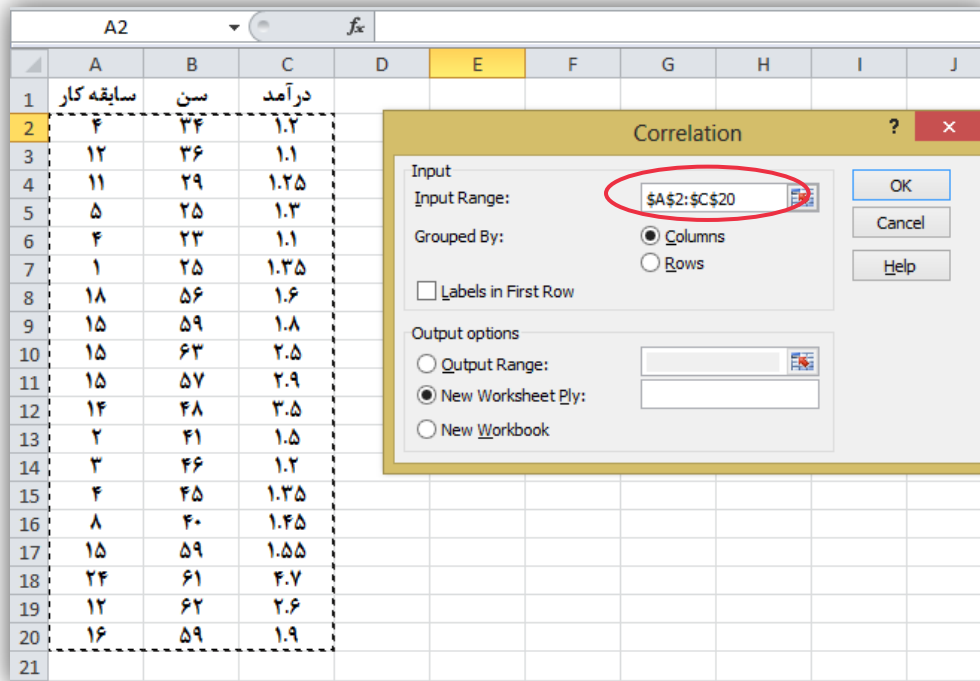 A2 fx
A B C D E F G H I J
1 سابقه کار سن درآمد
2 ۴ ۳۴ ۱.۲
3 ۱۲ ۳۶ ۱.۱
4 ۱۱ ۲۹ ۱.۲۵
5 ۵ ۲۵ ۱.۳
6 ۴ ۲۳ ۱.۱
7 ۱ ۲۵ ۱.۳۵
8 ۱۸ ۵۶ ۱.۶
9 ۱۵ ۵۹ ۱.۸
10 ۱۵ ۶۳ ۲.۵
11 ۱۵ ۵۷ ۲.۹
12 ۱۴ ۴۸ ۳.۵
13 ۲ ۴۱ ۱.۵
14 ۳ ۴۶ ۱.۲
15 ۴ ۴۵ ۱.۳۵
16 ۸ ۴۰ ۱.۴۵
17 ۱۵ ۵۹ ۱.۵۵
18 ۲۴ ۶۱ ۴.۷
19 ۱۲ ۶۲ ۲.۶
20 ۱۶ ۵۹ ۱.۹
21
Correlation ?
Input
Input Range: $A$2:$C$20
Grouped By: Columns
Rows
Labels in First Row
Output options
Output Range:
New Worksheet Ply:
New Workbook
OK
Cancel
Help